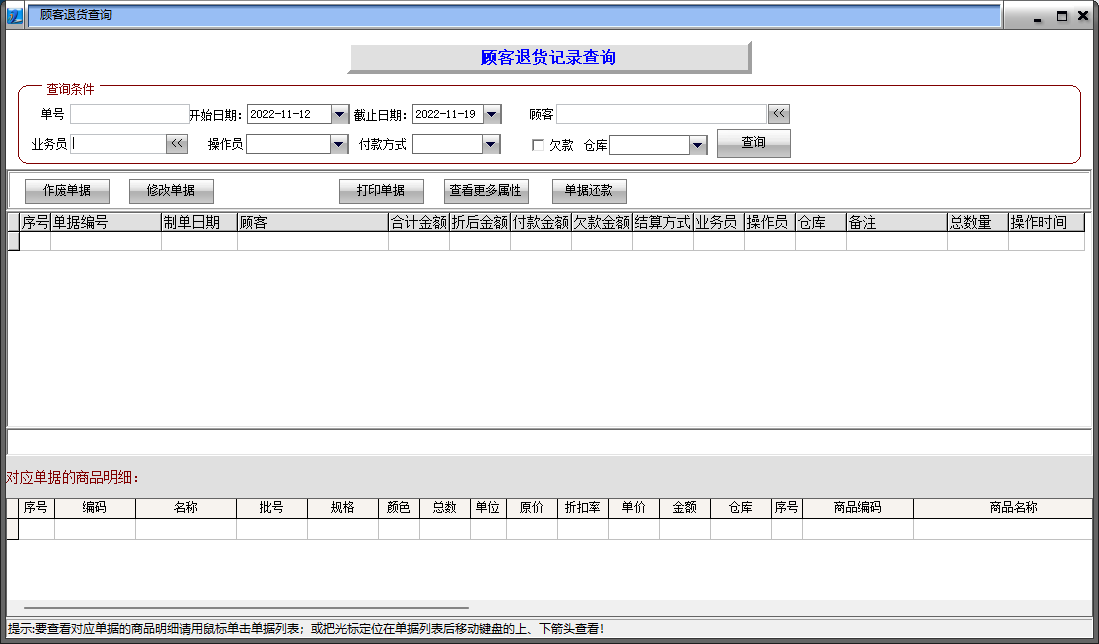 顾客退货查询
顾客退货记录查询
查询条件
单号 开始日期: 2022-11-12 截止日期: 2022-11-19 顾客 <<
业务员 << 操作员 付款方式 欠款 仓库 查询
作废单据 修改单据 打印单据 查看更多属性 单据还款
序号 单据编号 制单日期 顾客 合计金额 折后金额 付款金额 欠款金额 结算方式 业务员 操作员 仓库 备注 总数量 操作时间
对应单据的商品明细:
序号 编码 名称 批号 规格 颜色 总数 单位 原价 折扣率 单价 金额 仓库 序号 商品编码 商品名称
提示:要查看对应单据的商品明细请用鼠标单击单据列表; 或把光标定位在单据列表后移动键盘的上、下箭头查看!